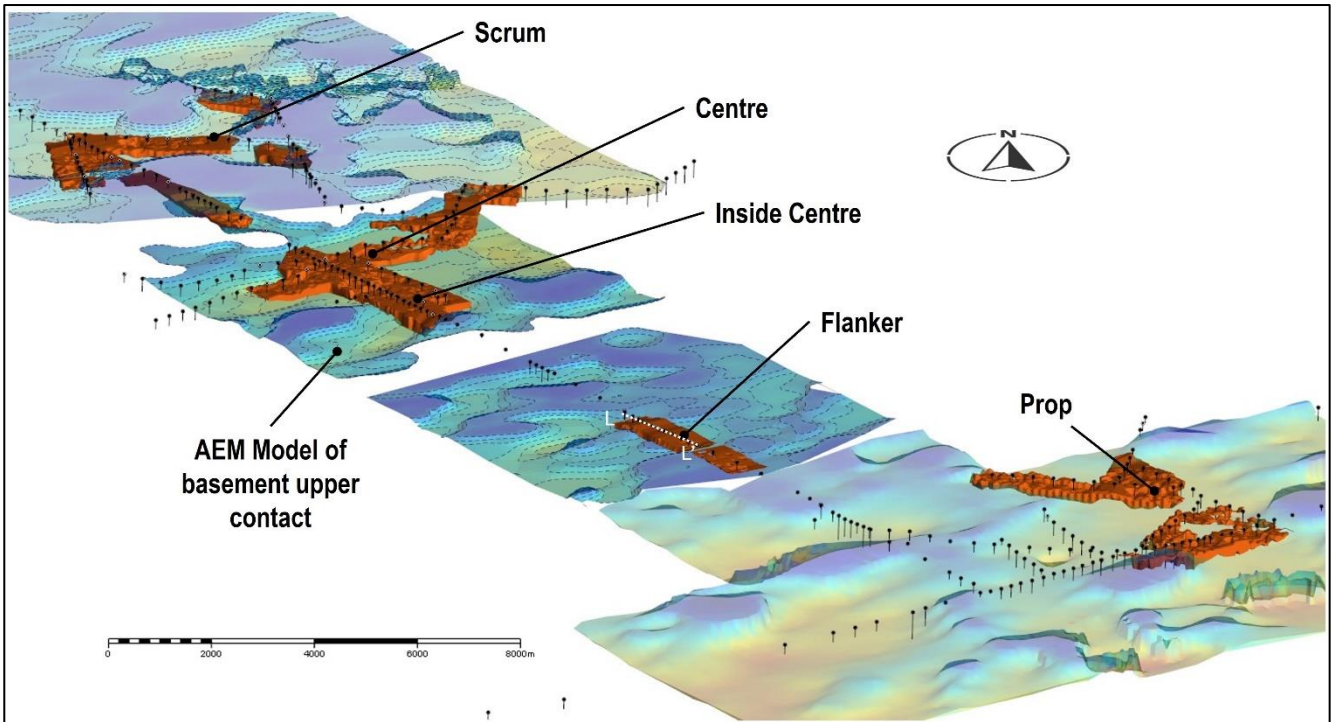 Scrum
Centre
N
Inside Centre
Flanker
Prop
L
L'
AEM Model of
basement upper
contact
0 2000 4000 6000 8000m